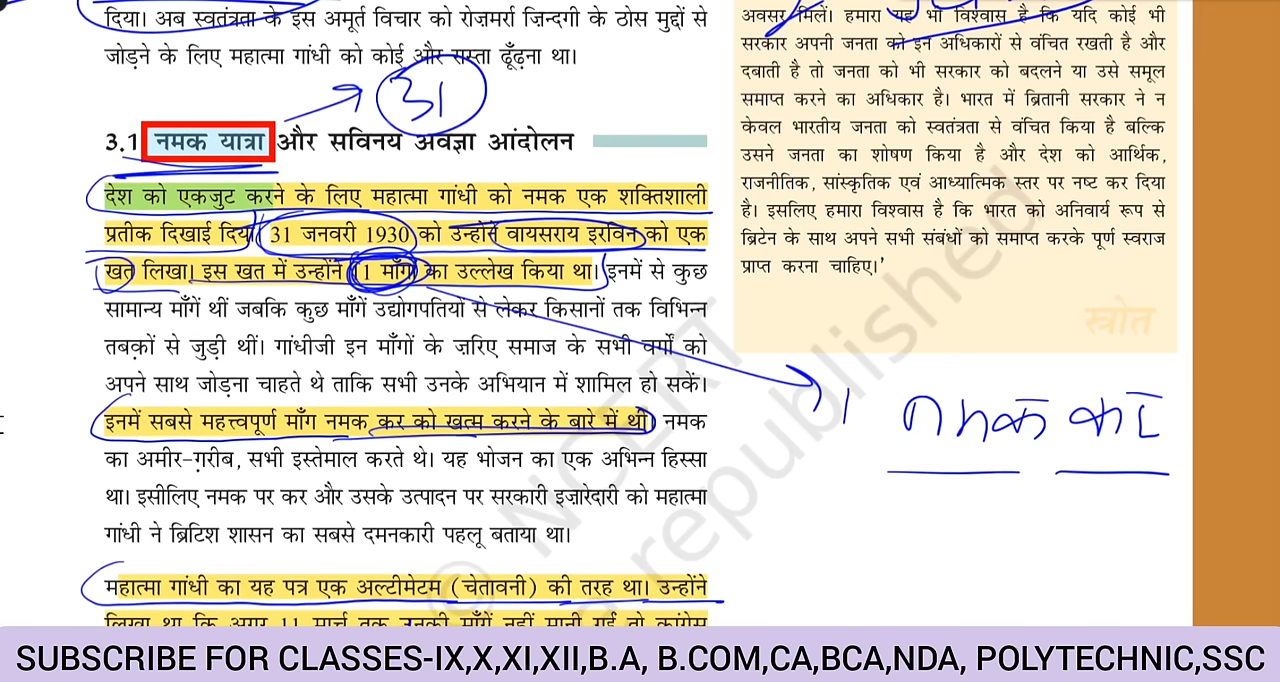 दिया। अब स्वतंत्रता के इस अमूर्त विचार को रोज़मर्रा ज़िन्दगी के ठोस मुद्दों से
जोड़ने के लिए महात्मा गांधी को कोई और रास्ता ढूँढ़ना था।
31
3.1 नमक यात्रा और सविनय अवज्ञा आंदोलन
देश को एकजुट करने के लिए महात्मा गांधी को नमक एक शक्तिशाली
प्रतीक दिखाई दिया। 31 जनवरी 1930 को उन्होंने वायसराय इरविन को एक
खत लिखा। इस खत में उन्होंने 11 माँगों का उल्लेख किया था। इनमें से कुछ
सामान्य माँगें थीं जबकि कुछ माँगें उद्योगपतियों से लेकर किसानों तक विभिन्न
तबक़ों से जुड़ी थीं। गांधीजी इन माँगों के ज़रिए समाज के सभी वर्गों को
अपने साथ जोड़ना चाहते थे ताकि सभी उनके अभियान में शामिल हो सकें।
इनमें सबसे महत्त्वपूर्ण माँग नमक कर को खत्म करने के बारे में थी। नमक
का अमीर-ग़रीब, सभी इस्तेमाल करते थे। यह भोजन का एक अभिन्न हिस्सा
था। इसीलिए नमक पर कर और उसके उत्पादन पर सरकारी इज़ारेदारी को महात्मा
गांधी ने ब्रिटिश शासन का सबसे दमनकारी पहलू बताया था।
महात्मा गांधी का यह पत्र एक अल्टीमेटम (चेतावनी) की तरह था। उन्होंने
लिखा था कि अगर 11 मार्च तक उनकी माँगें नहीं मानी गईं तो कांग्रेस
अवसर मिलें। हमारा यह भी विश्वास है कि यदि कोई भी
सरकार अपनी जनता को इन अधिकारों से वंचित रखती है और
दबाती है तो जनता को भी सरकार को बदलने या उसे समूल
समाप्त करने का अधिकार है। भारत में ब्रितानी सरकार ने न
केवल भारतीय जनता को स्वतंत्रता से वंचित किया है बल्कि
उसने जनता का शोषण किया है और देश को आर्थिक,
राजनीतिक, सांस्कृतिक एवं आध्यात्मिक स्तर पर नष्ट कर दिया
है। इसलिए हमारा विश्वास है कि भारत को अनिवार्य रूप से
ब्रिटेन के साथ अपने सभी संबंधों को समाप्त करके पूर्ण स्वराज
प्राप्त करना चाहिए।'
स्रोत
नमक कर
© NCERT
republished
SUBSCRIBE FOR CLASSES-IX,X,XI,XII,B.A, B.COM,CA,BCA,NDA, POLYTECHNIC,SSC